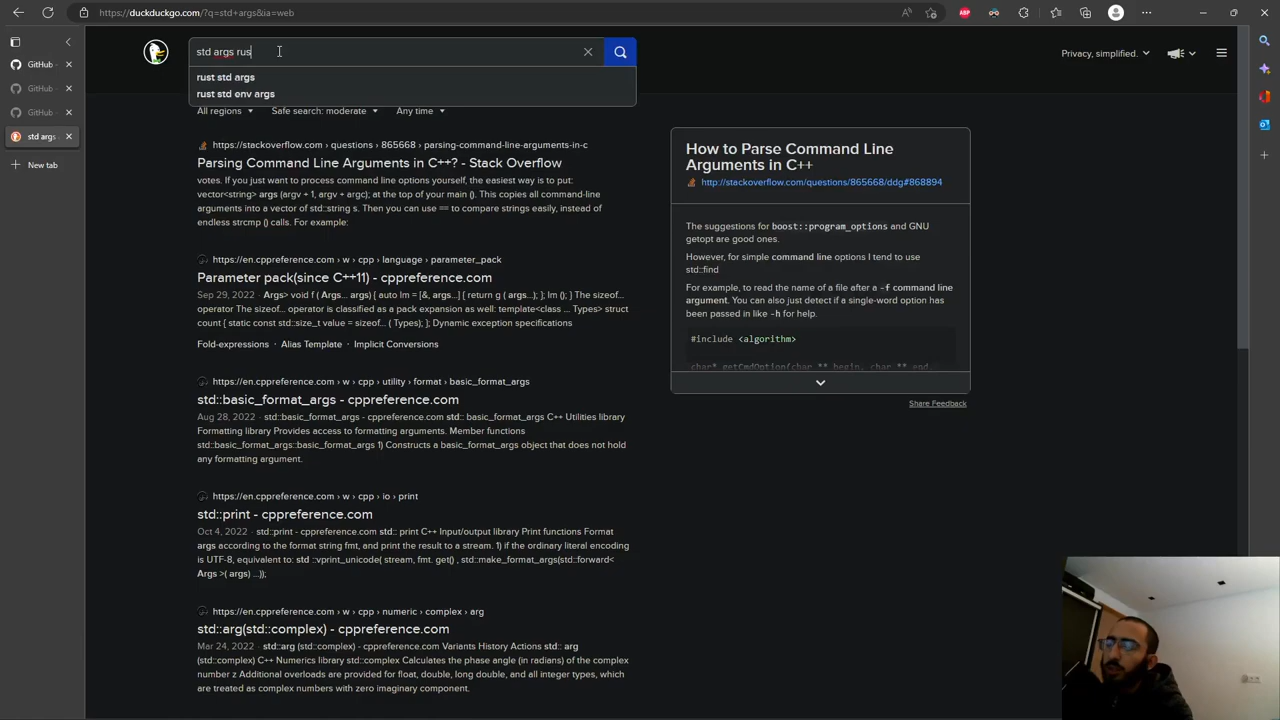 https://duckduckgo.com/?q=std+args&ia=web
GitHub
GitHub
GitHub
std args
New tab
std args rus
rust std args
rust std env args
Privacy, simplified.
All regions
Safe search: moderate
Any time
https://stackoverflow.com › questions › 865668 › parsing-command-line-arguments-in-c
Parsing Command Line Arguments in C++? - Stack Overflow
votes. If you just want to process command line options yourself, the easiest way is to put:
vector<string> args (argv + 1, argv + argc); at the top of your main (). This copies all command-line
arguments into a vector of std::string s. Then you can use == to compare strings easily, instead of
endless strcmp () calls. For example:
https://en.cppreference.com › w › cpp › language › parameter_pack
Parameter pack(since C++11) - cppreference.com
Sep 29, 2022 · Args> void f ( Args... args) { auto lm = [&, args...] { return g ( args...); }; lm (); } The sizeof...
operator The sizeof... operator is classified as a pack expansion as well: template<class ... Types> struct
count { static const std::size_t value = sizeof... ( Types); }; Dynamic exception specifications
Fold-expressions · Alias Template · Implicit Conversions
https://en.cppreference.com › w › cpp › utility › format › basic_format_args
std::basic_format_args - cppreference.com
Aug 28, 2022 · std::basic_format_args - cppreference.com std:: basic_format_args C++ Utilities library
Formatting library Provides access to formatting arguments. Member functions
std::basic_format_args::basic_format_args 1) Constructs a basic_format_args object that does not hold
any formatting argument.
https://en.cppreference.com › w › cpp › io › print
std::print - cppreference.com
Oct 4, 2022 · std::print - cppreference.com std:: print C++ Input/output library Print functions Format
args according to the format string fmt, and print the result to a stream. 1) if the ordinary literal encoding
is UTF-8, equivalent to: std ::vprint_unicode( stream, fmt. get() , std::make_format_args(std::forward<
Args >( args) ...));
https://en.cppreference.com › w › cpp › numeric › complex › arg
std::arg(std::complex) - cppreference.com
Mar 24, 2022 · std::arg (std::complex) - cppreference.com Variants History Actions std:: arg
(std::complex) C++ Numerics library std::complex Calculates the phase angle (in radians) of the complex
number z Additional overloads are provided for float, double, long double, and all integer types, which
are treated as complex numbers with zero imaginary component.
How to Parse Command Line
Arguments in C++
http://stackoverflow.com/questions/865668/ddg#868894
The suggestions for boost::program_options and GNU
getopt are good ones.
However, for simple command line options I tend to use
std::find
For example, to read the name of a file after a -f command line
argument. You can also just detect if a single-word option has
been passed in like -h for help.
#include <algorithm>
char* getCmdOption(char ** begin, char ** end,
Share Feedback
ABP